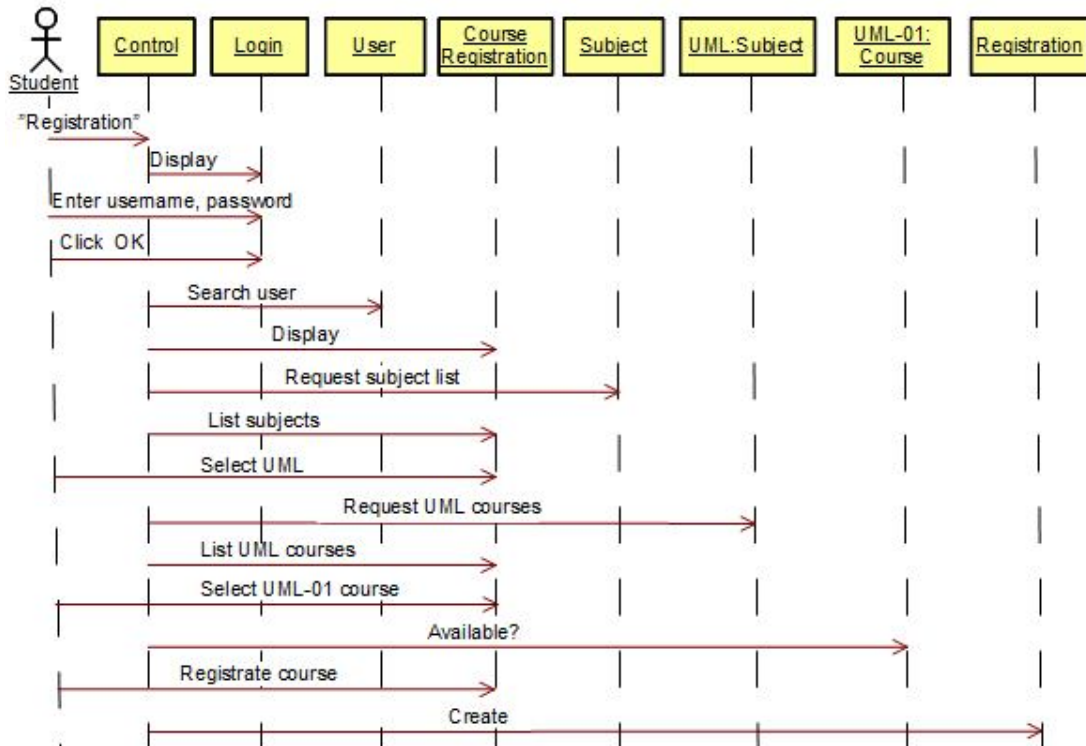 Student
Control
Login
User
Course
Registration
Subject
UML:Subject
UML-01:
Course
Registration
"Registration"
Display
Enter username, password
Click OK
Search user
Display
Request subject list
List subjects
Select UML
Request UML courses
List UML courses
Select UML-01 course
Available?
Registrate course
Create